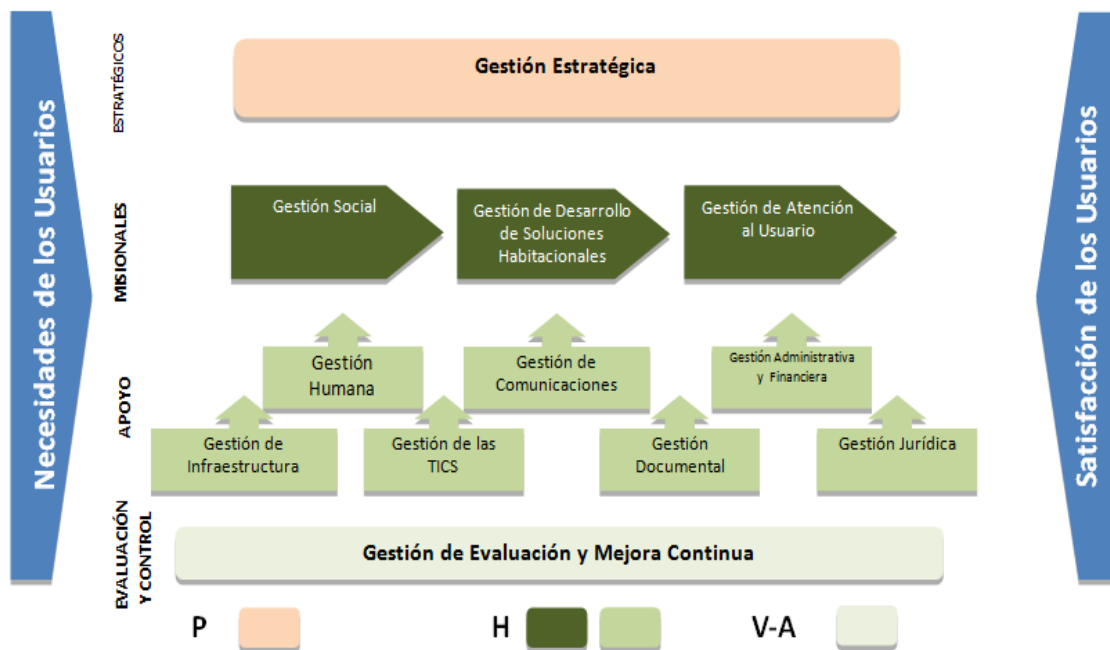 Necesidades de los Usuarios
ESTRATÉGICOS
Gestión Estratégica
MISIONALES
Gestión Social
Gestión de Desarrollo
de Soluciones
Habitacionales
Gestión de Atención
al Usuario
APOYO
Gestión
Humana
Gestión de
Comunicaciones
Gestión Administrativa
y Financiera
Gestión de
Infraestructura
Gestión de las
TICS
Gestión
Documental
Gestión Jurídica
EVALUACIÓN
Y CONTROL
Gestión de Evaluación y Mejora Continua
P
H
V-A
Satisfacción de los Usuarios